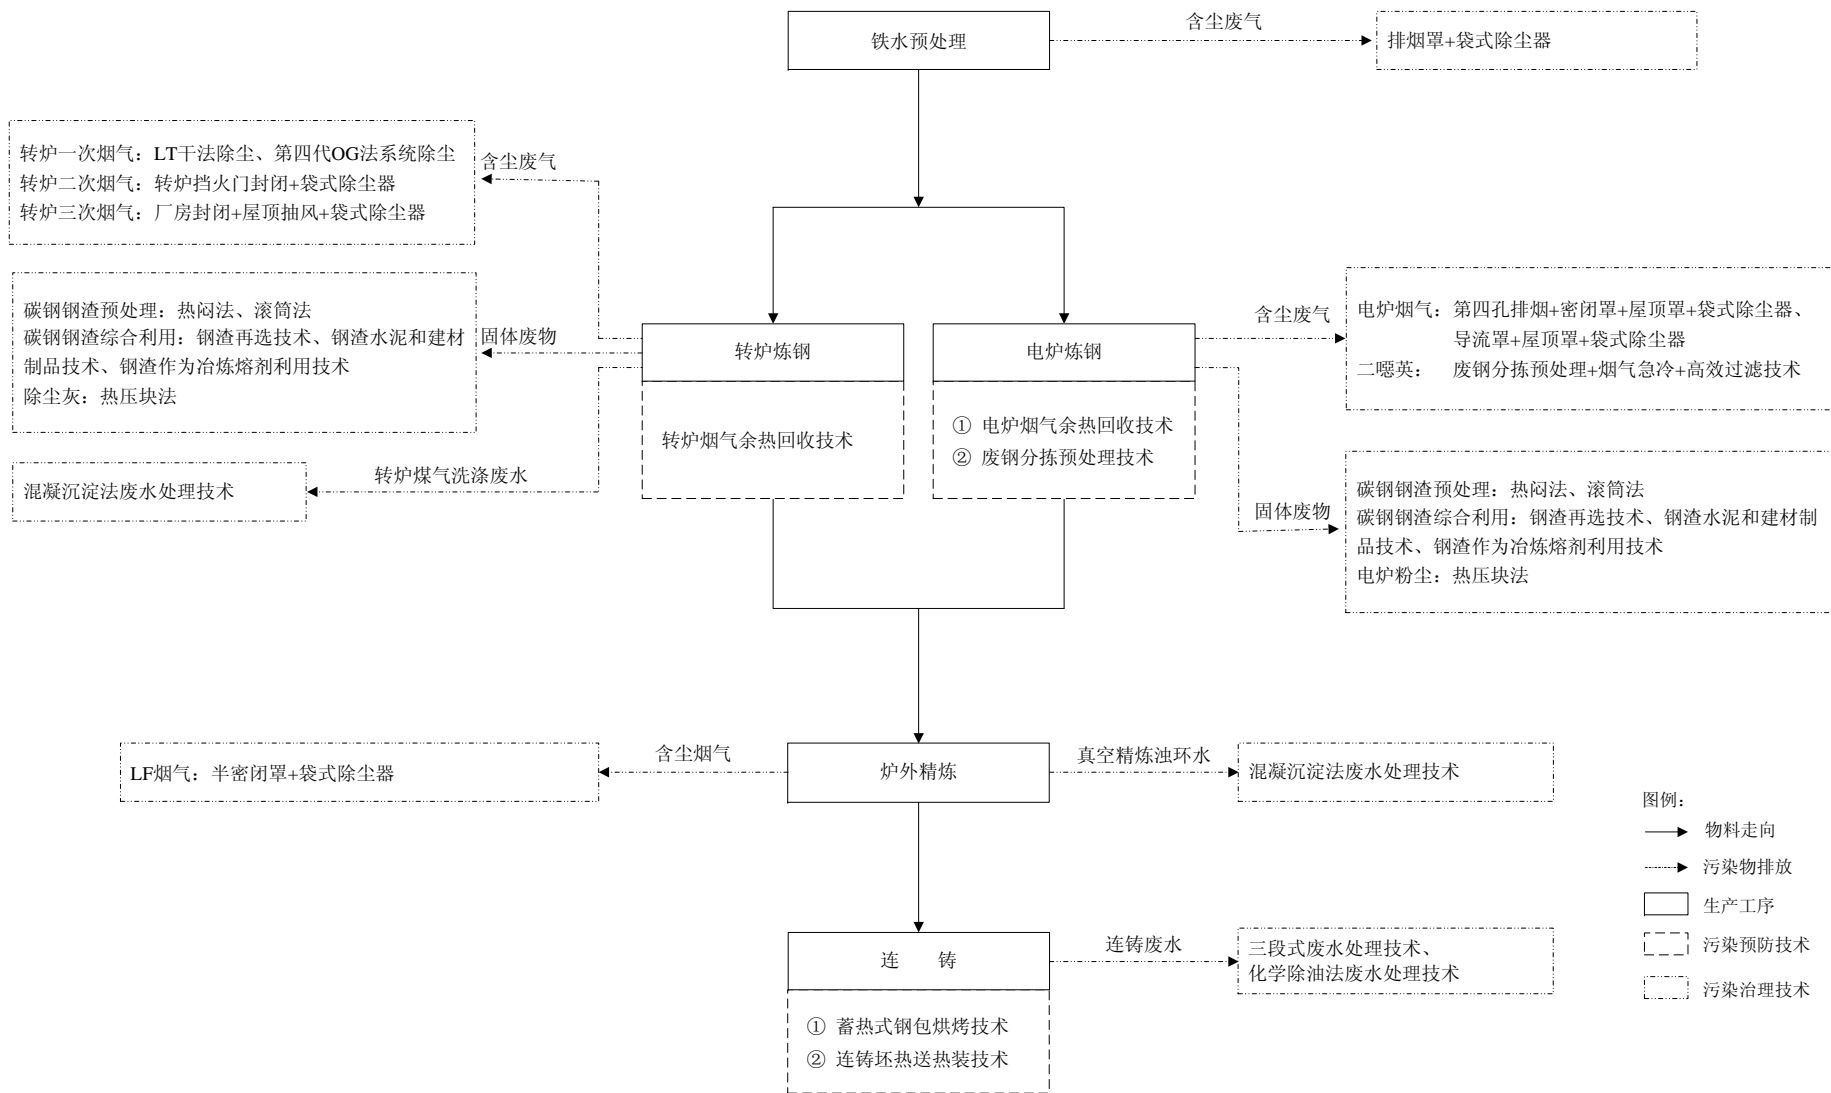 铁水预处理
含尘废气
排烟罩+袋式除尘器
转炉一次烟气：LT干法除尘、第四代OG法系统除尘
转炉二次烟气：转炉挡火门封闭+袋式除尘器
转炉三次烟气：厂房封闭+屋顶抽风+袋式除尘器
含尘废气
碳钢钢渣预处理：热闷法、滚筒法
碳钢钢渣综合利用：钢渣再选技术、钢渣水泥和建材
制品技术、钢渣作为冶炼熔剂利用技术
除尘灰：热压块法
固体废物
混凝沉淀法废水处理技术
转炉煤气洗涤废水
转炉炼钢
转炉烟气余热回收技术
电炉炼钢
① 电炉烟气余热回收技术
② 废钢分拣预处理技术
含尘废气
电炉烟气：第四孔排烟+密闭罩+屋顶罩+袋式除尘器、
导流罩+屋顶罩+袋式除尘器
二噁英： 废钢分拣预处理+烟气急冷+高效过滤技术
固体废物
碳钢钢渣预处理：热闷法、滚筒法
碳钢钢渣综合利用：钢渣再选技术、钢渣水泥和建材制
品技术、钢渣作为冶炼熔剂利用技术
电炉粉尘：热压块法
LF烟气：半密闭罩+袋式除尘器
含尘烟气
炉外精炼
真空精炼浊环水
混凝沉淀法废水处理技术
连 铸
① 蓄热式钢包烘烤技术
② 连铸坯热送热装技术
连铸废水
三段式废水处理技术、
化学除油法废水处理技术
图例：
物料走向
污染物排放
生产工序
污染预防技术
污染治理技术